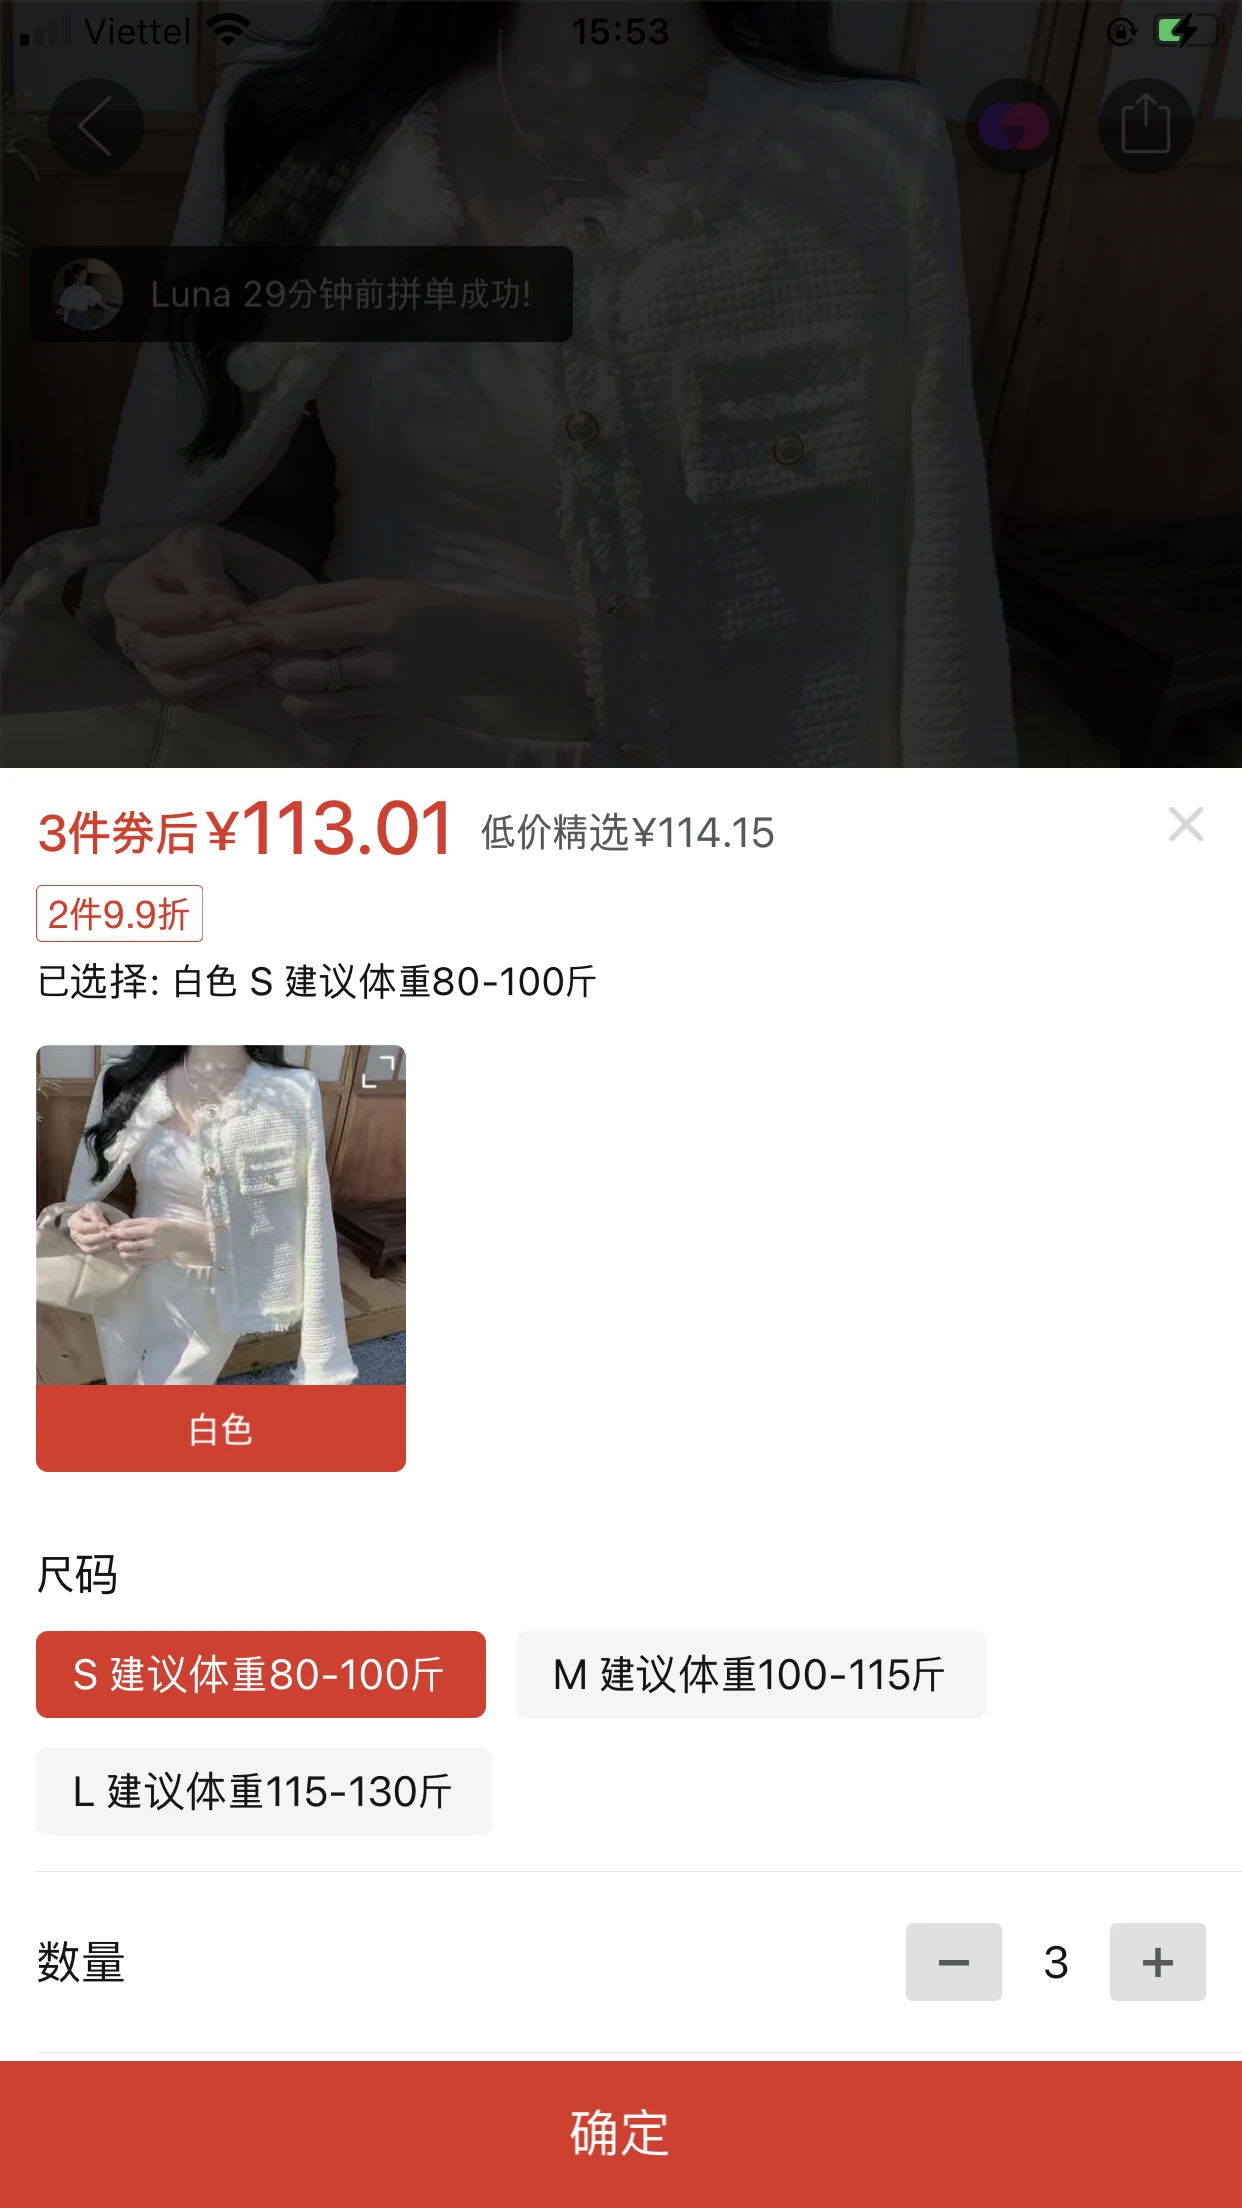 Viettel 15:53
Luna 29分钟前拼单成功!
3件券后¥113.01 低价精选¥114.15
2件9.9折
已选择: 白色 S 建议体重80-100斤
白色
尺码
S 建议体重80-100斤 M 建议体重100-115斤
L 建议体重115-130斤
数量 − 3 +
确定